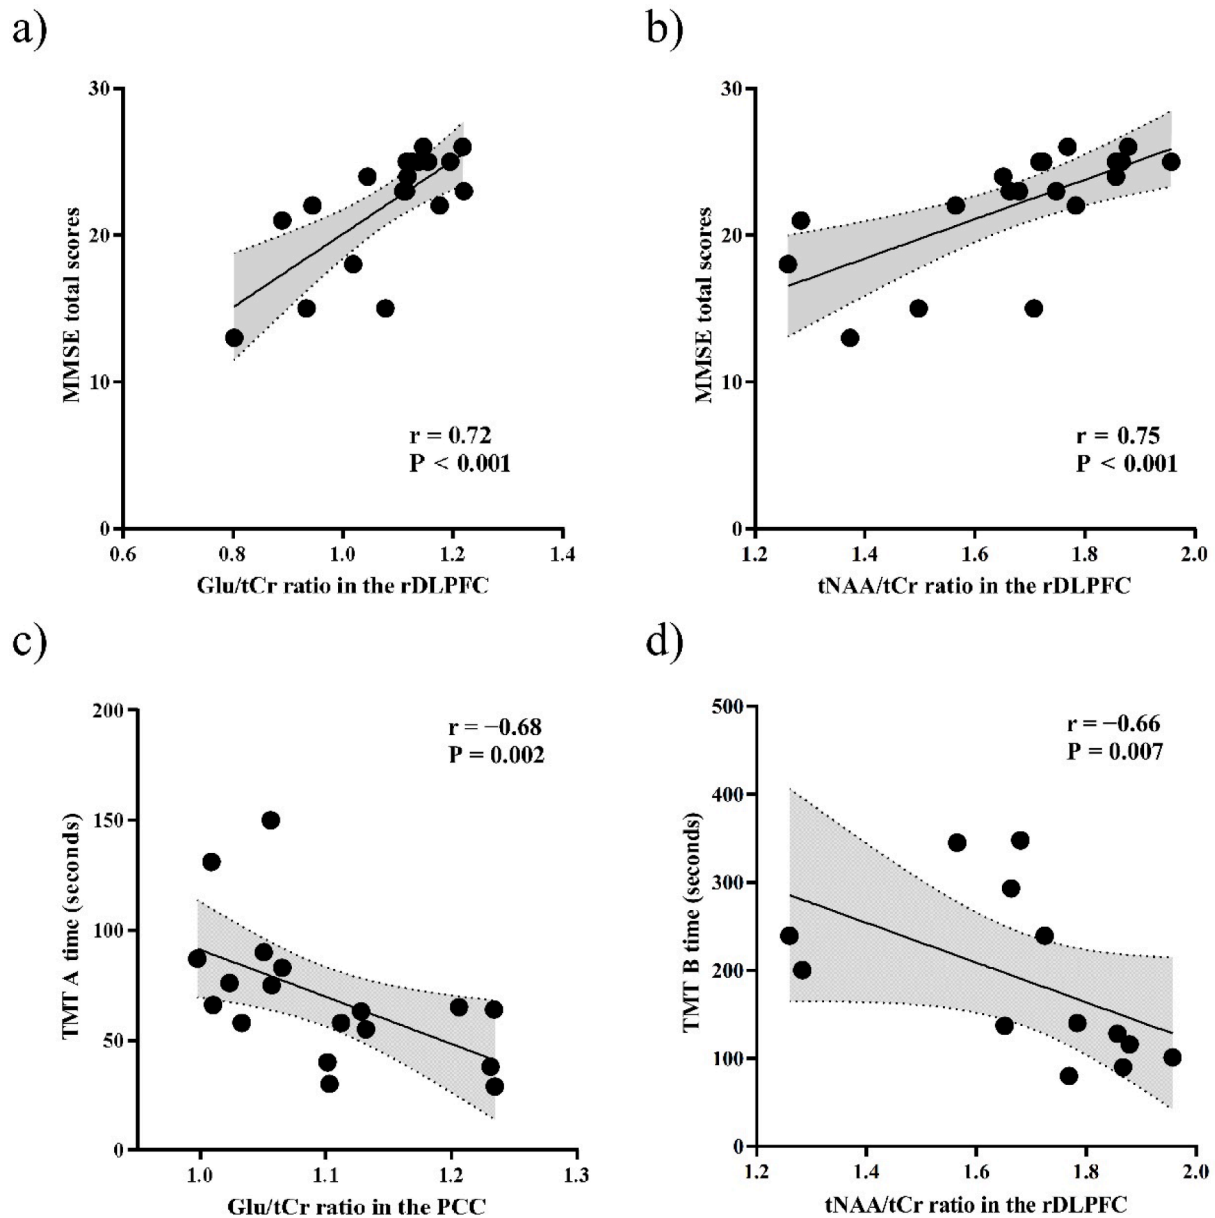 a)
30
20
10
0
MMSE total scores
r = 0.72
P < 0.001
0.6 0.8 1.0 1.2 1.4
Glu/tCr ratio in the rDLPFC
b)
30
20
10
0
MMSE total scores
r = 0.75
P < 0.001
1.2 1.4 1.6 1.8 2.0
tNAA/tCr ratio in the rDLPFC
c)
200
150
100
50
0
TMT A time (seconds)
r = −0.68
P = 0.002
1.0 1.1 1.2 1.3
Glu/tCr ratio in the PCC
d)
500
400
300
200
100
0
TMT B time (seconds)
r = −0.66
P = 0.007
1.2 1.4 1.6 1.8 2.0
tNAA/tCr ratio in the rDLPFC